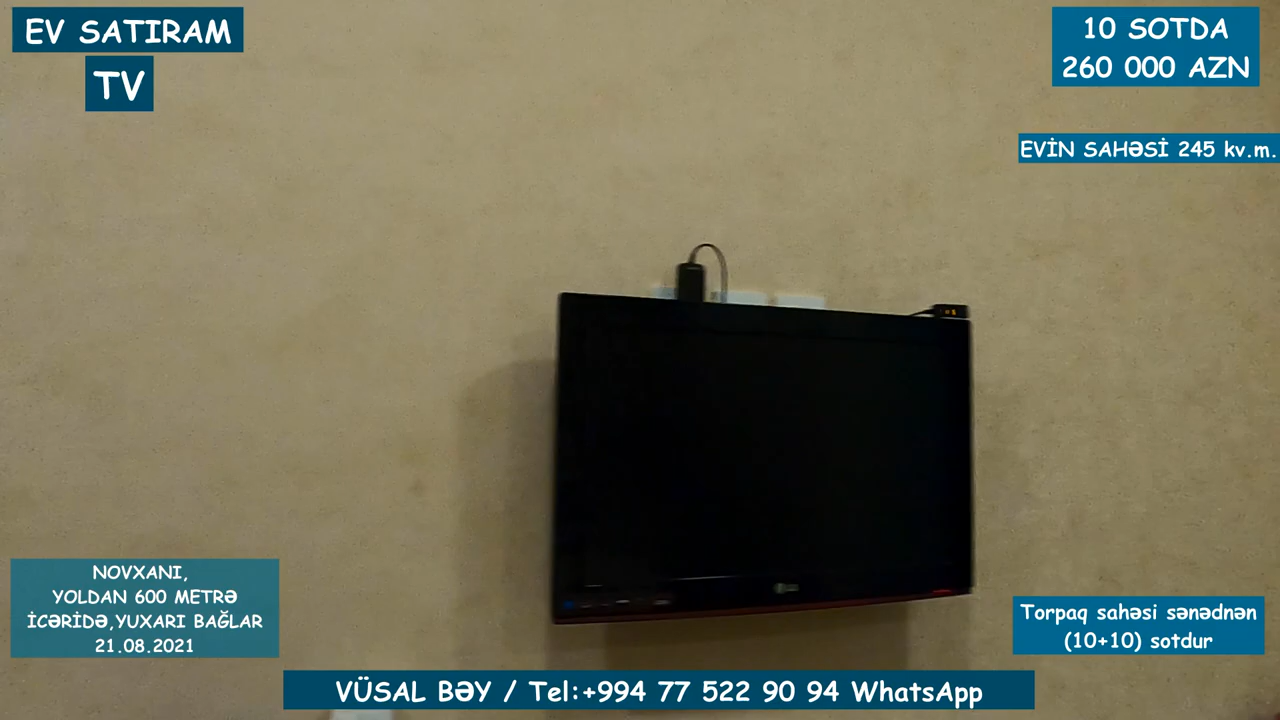 EV SATIRAM
TV
10 SOTDA
260 000 AZN
EVİN SAHƏSİ 245 kv.m.
NOVXANI,
YOLDAN 600 METRƏ
İCƏRİDƏ,YUXARI BAĞLAR
21.08.2021
Torpaq sahəsi sənədnən
(10+10) sotdur
VÜSAL BƏY / Tel:+994 77 522 90 94 WhatsApp